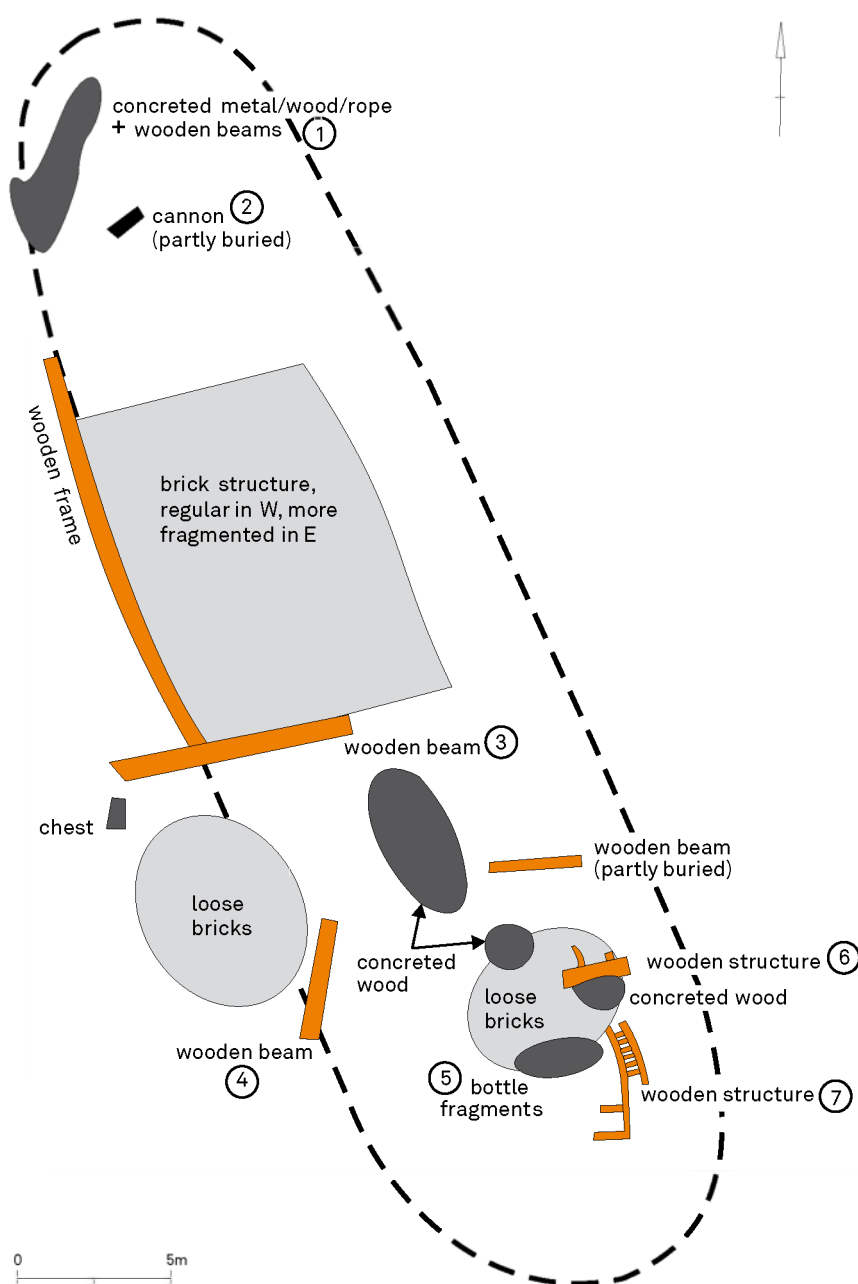 concreted metal/wood/rope
+ wooden beams 1
cannon 2
(partly buried)
wooden frame
brick structure,
regular in W, more
fragmented in E
wooden beam 3
chest
wooden beam
(partly buried)
loose
bricks
concreted
wood
wooden structure 6
loose
bricks
concreted wood
wooden beam
4
5 bottle
fragments
wooden structure 7
0 5m